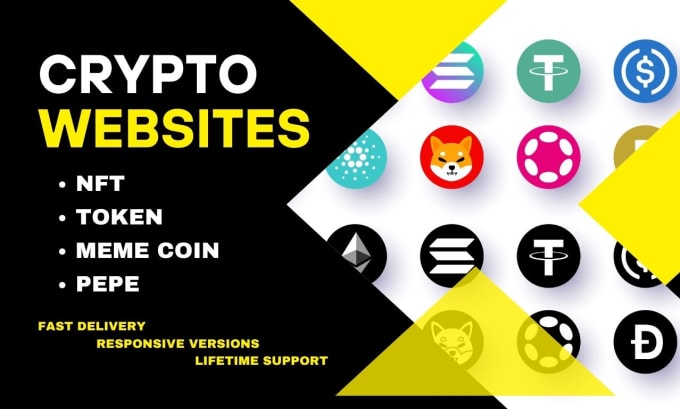 CRYPTO
WEBSITES
• NFT
• TOKEN
• MEME COIN
• PEPE
FAST DELIVERY
RESPONSIVE VERSIONS
LIFETIME SUPPORT